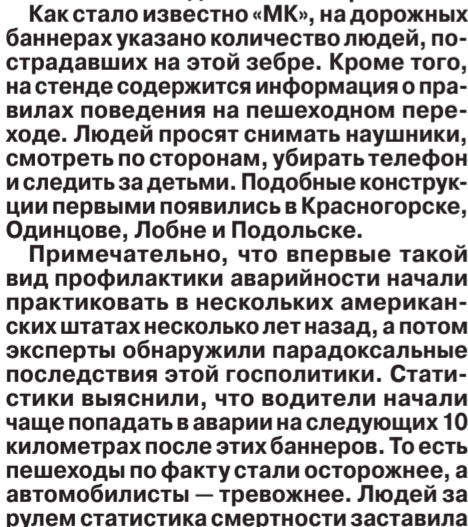 Как стало известно «МК», на дорожных
баннерах указано количество людей, по-
страдавших на этой зебре. Кроме того,
на стенде содержится информация о пра-
вилах поведения на пешеходном пере-
ходе. Людей просят снимать наушники,
смотреть по сторонам, убирать телефон
и следить за детьми. Подобные конструк-
ции первыми появились в Красногорске,
Одинцове, Лобне и Подольске.
Примечательно, что впервые такой
вид профилактики аварийности начали
практиковать в нескольких американ-
ских штатах несколько лет назад, а потом
эксперты обнаружили парадоксальные
последствия этой госполитики. Стати-
стики выяснили, что водители начали
чаще попадать в аварии на следующих 10
километрах после этих баннеров. То есть
пешеходы по факту стали осторожнее, а
автомобилисты — тревожнее. Людей за
рулем статистика смертности заставила